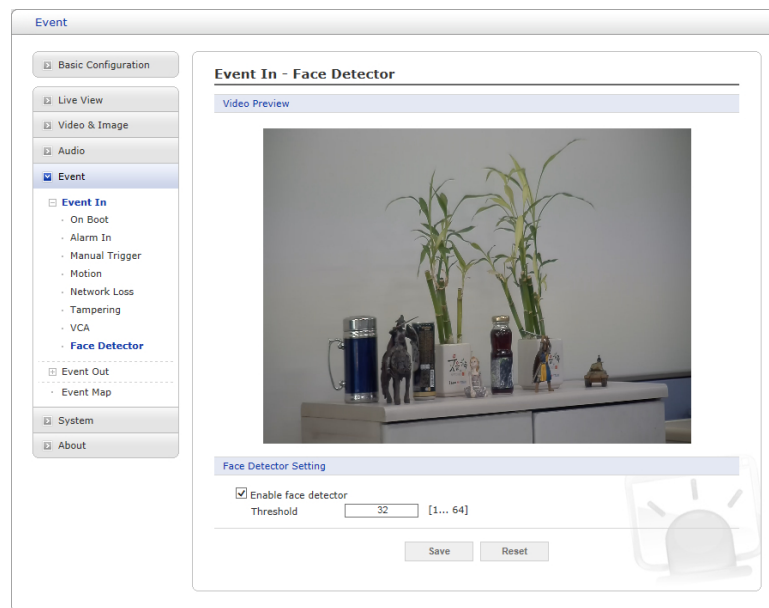 Event
Basic Configuration
Live View
Video & Image
Audio
Event
Event In
On Boot
Alarm In
Manual Trigger
Motion
Network Loss
Tampering
VCA
Face Detector
Event Out
Event Map
System
About
Event In - Face Detector
Video Preview
Face Detector Setting
Enable face detector
Threshold 32 [1... 64]
Save Reset